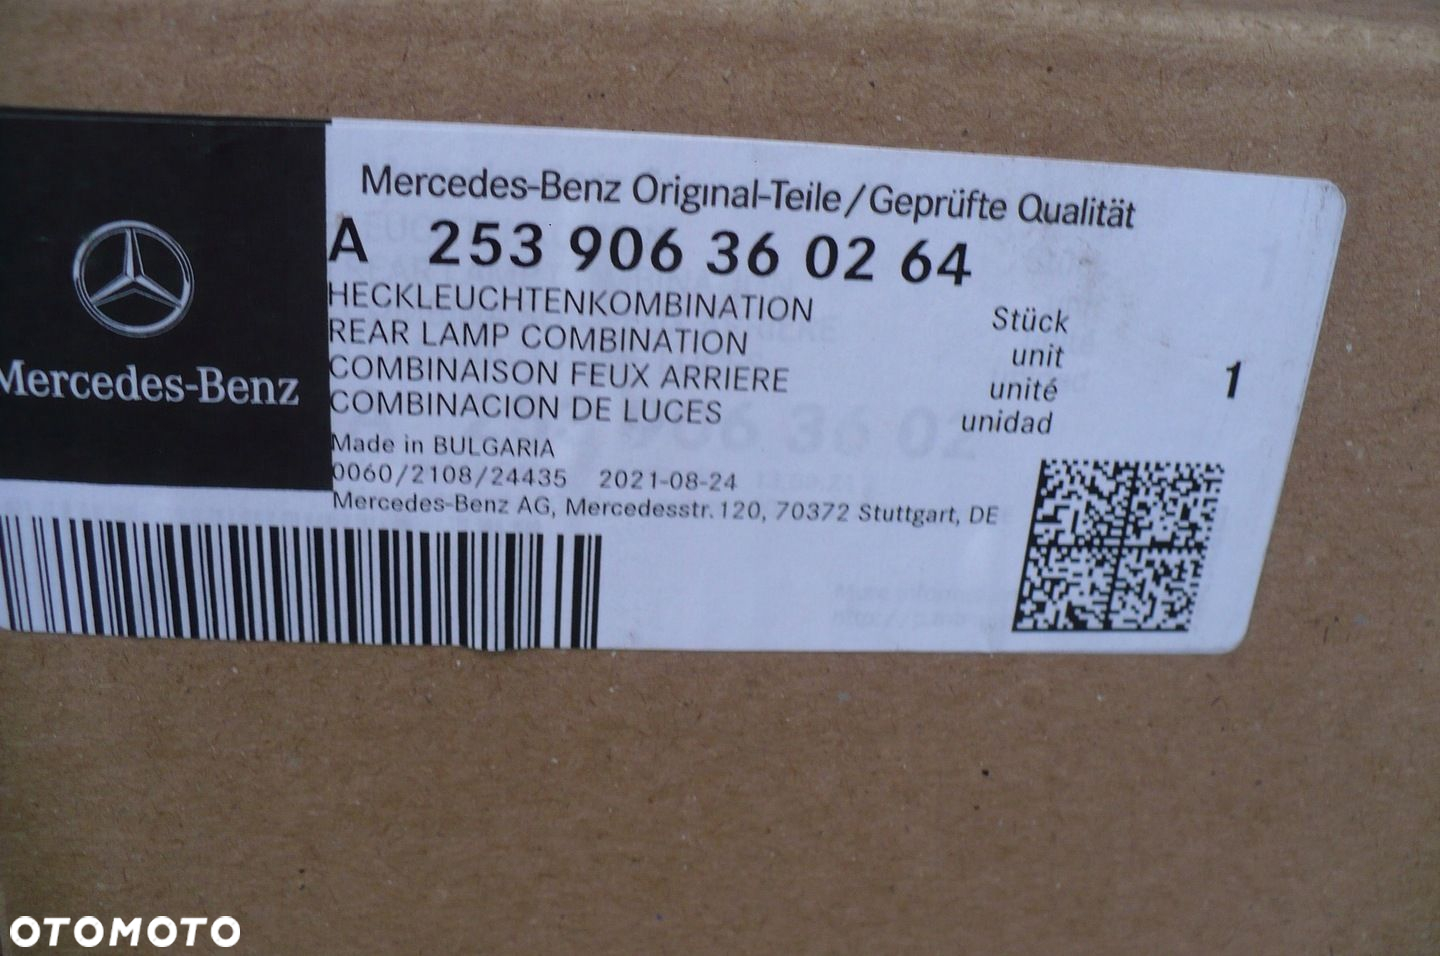 Mercedes-Benz Original-Teile/Geprüfte Qualität
A 253 906 36 02 64
HECKLEUCHTENKOMBINATION
REAR LAMP COMBINATION
COMBINAISON FEUX ARRIERE
COMBINACION DE LUCES
Stück
unit
unité
unidad
1
Mercedes-Benz
Made in BULGARIA
0060/2108/24435 2021-08-24
Mercedes-Benz AG, Mercedesstr. 120, 70372 Stuttgart, DE
OTOMOTO